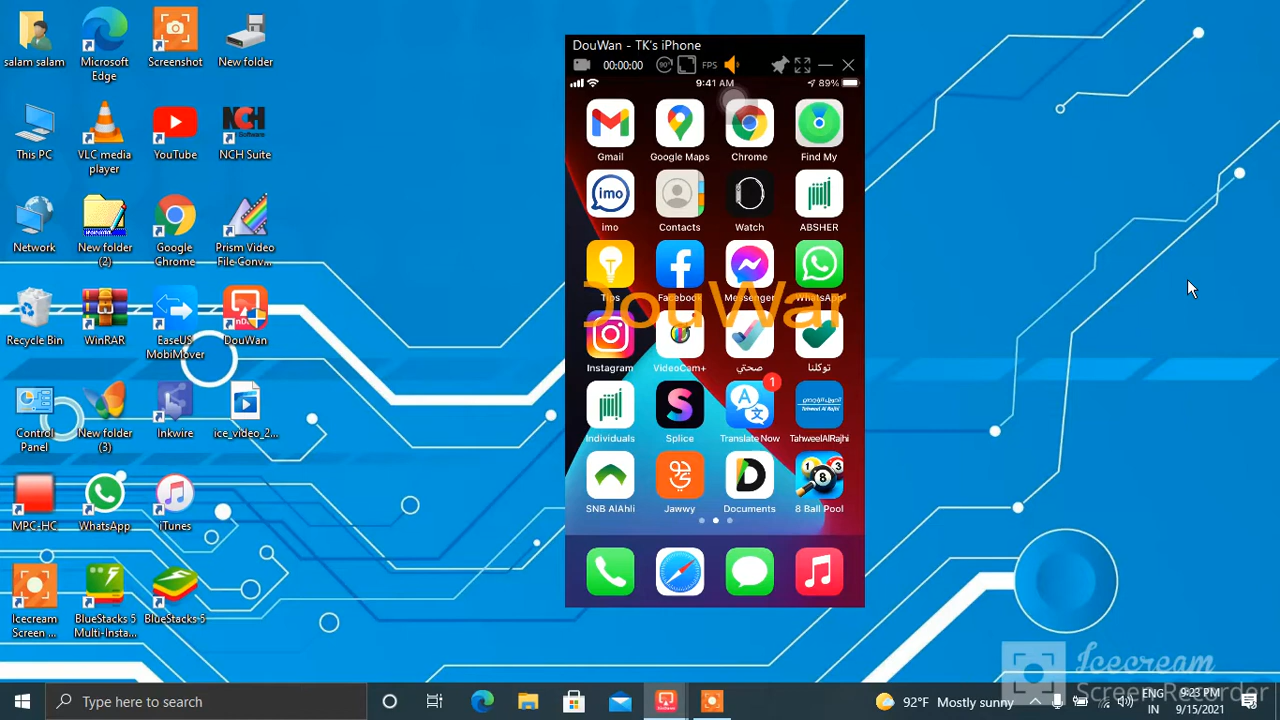 salam salam
Microsoft Edge
Screenshot
New folder
This PC
VLC media player
YouTube
NCH Suite
Network
New folder (2)
Google Chrome
Prism Video File Conv...
Recycle Bin
WinRAR
EaseUS MobiMover
DouWan
Control Panel
New folder (3)
Inkwire
ice_video_2...
MPC-HC
WhatsApp
iTunes
Icecream Screen ...
BlueStacks 5 Multi-Insta...
BlueStacks 5
DouWan - TK's iPhone
00:00:00
90°
FPS
9:41 AM
89%
Gmail
Google Maps
Chrome
Find My
imo
imo
Contacts
Watch
ABSHER
Tips
Facebook
Messenger
WhatsApp
DouWan
Instagram
VideoCam+
صحتي
توكلنا
1
Individuals
Splice
Translate Now
TahweelAlRajhi
SNB AlAhli
Jawwy
Documents
8 Ball Pool
Icecream
Screen Recorder
Type here to search
92°F Mostly sunny
ENG
IN
9:23 PM
9/15/2021